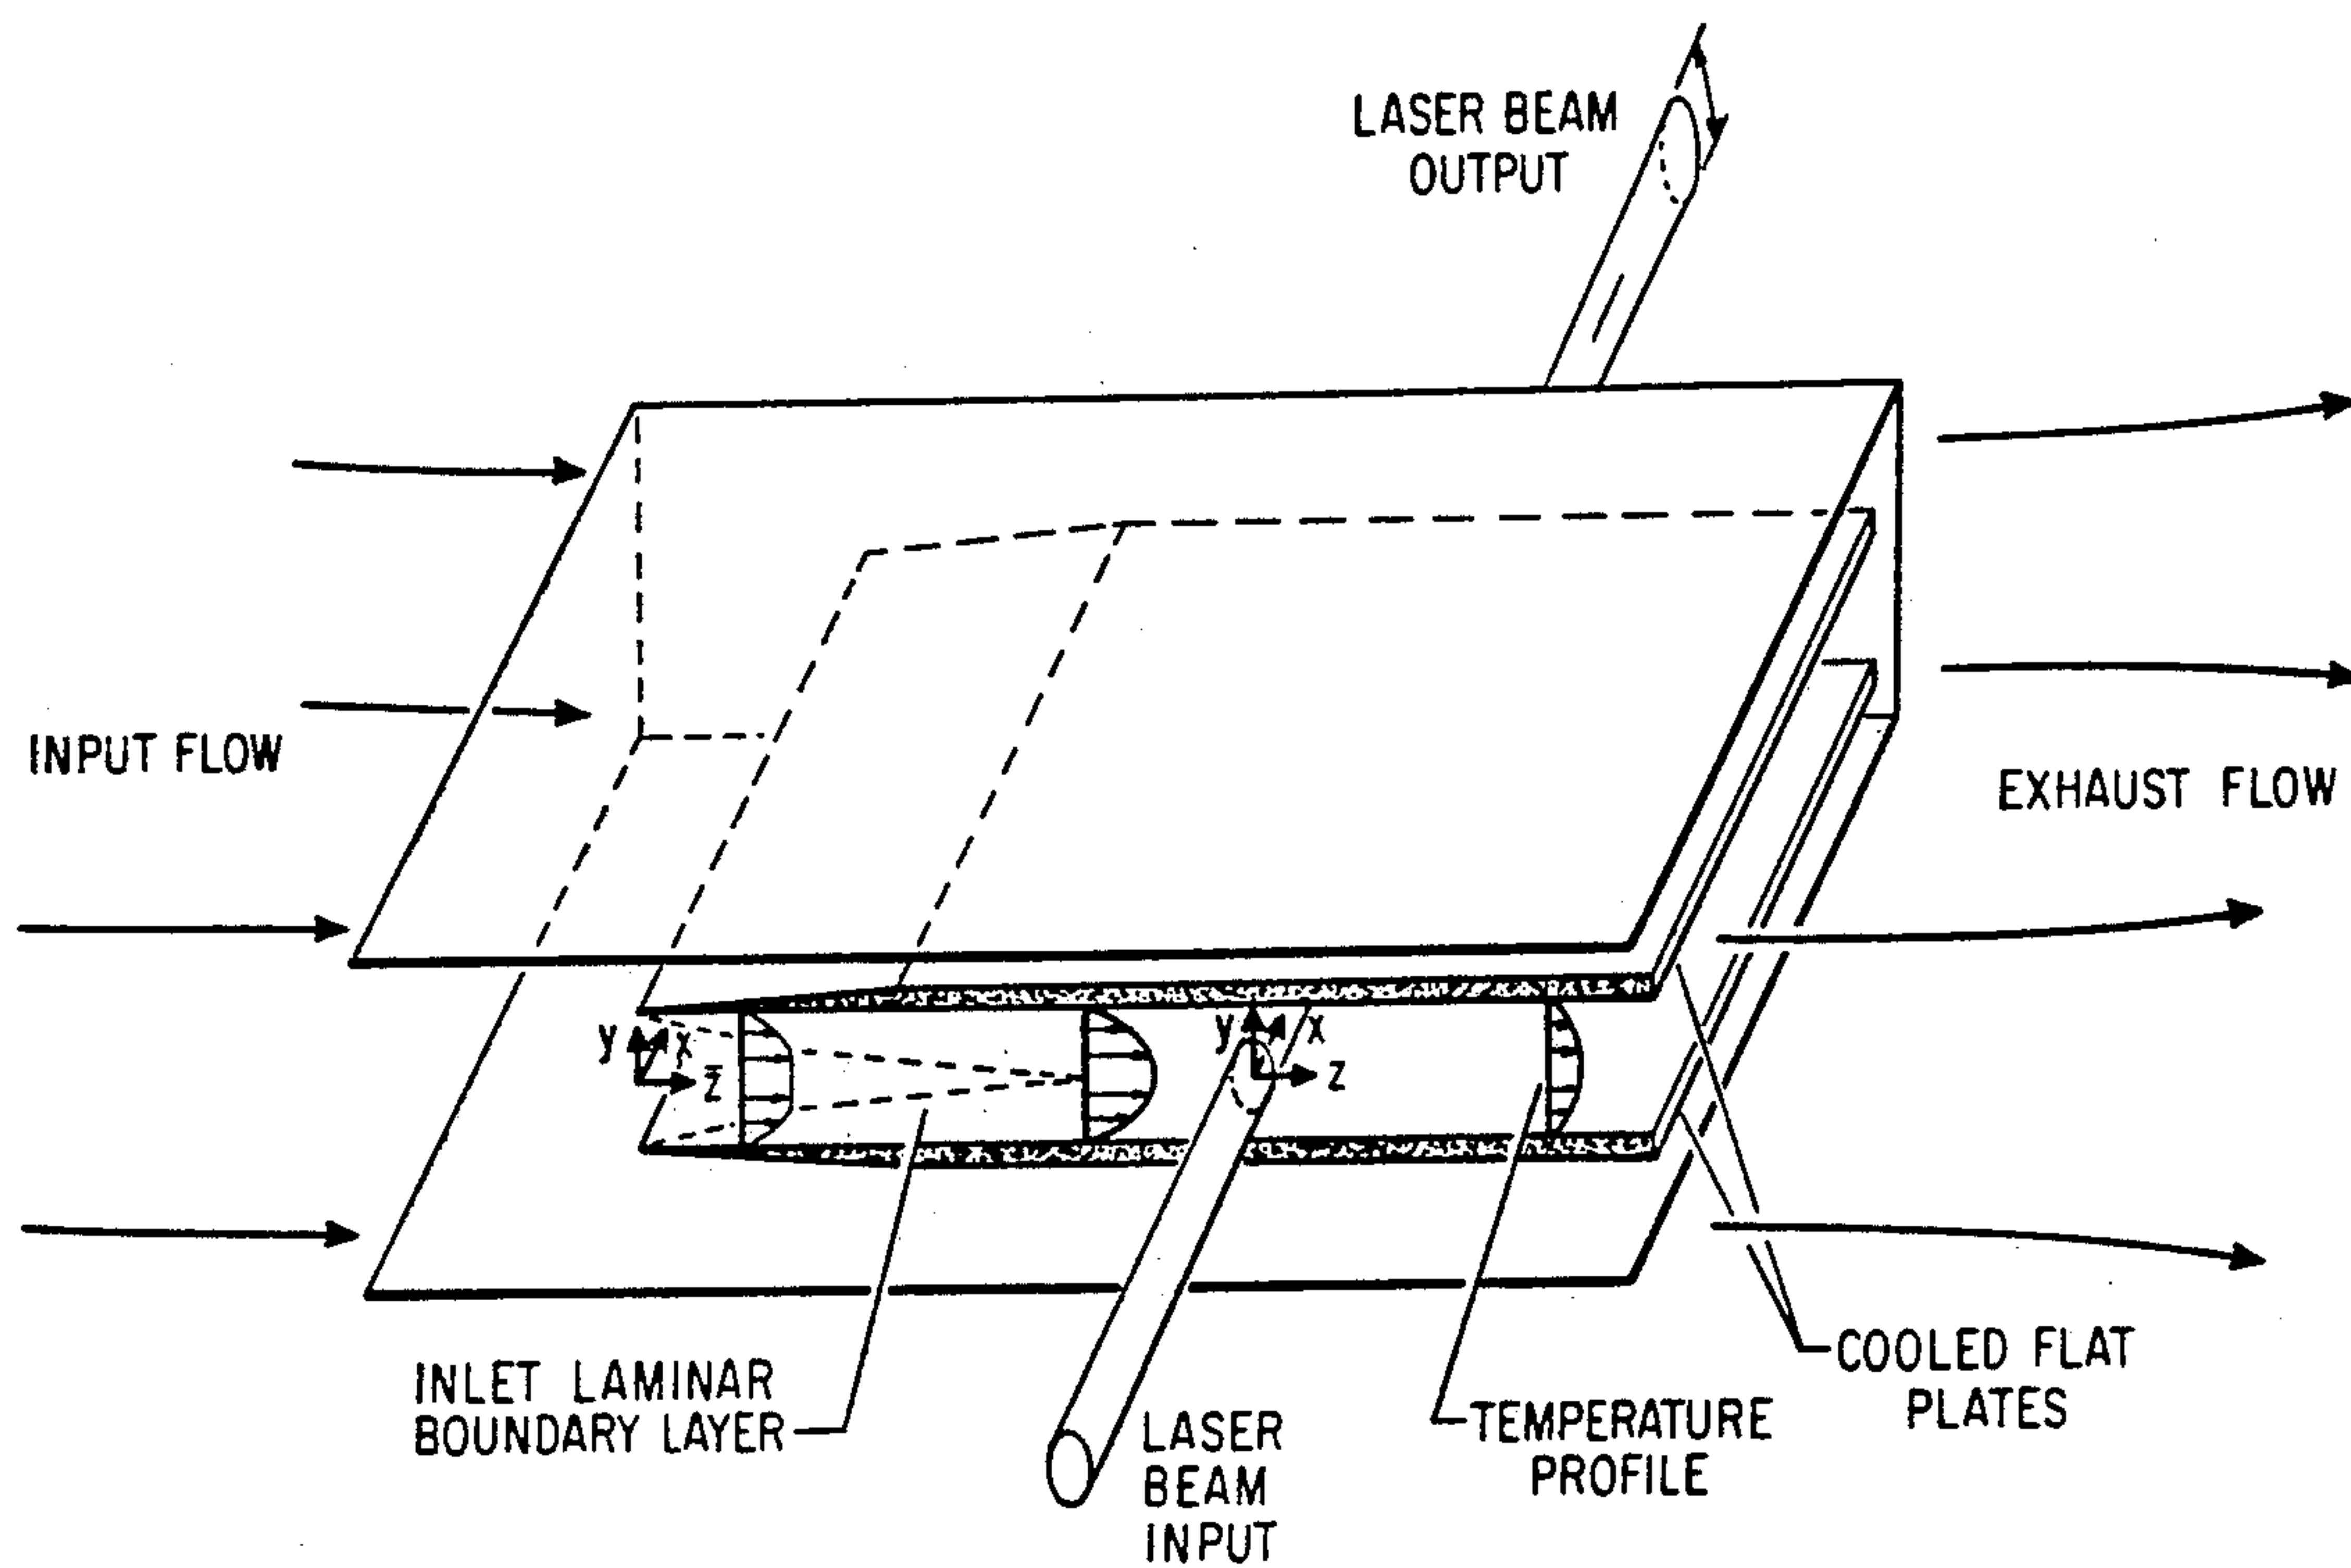 LASER BEAM
OUTPUT
INPUT FLOW
EXHAUST FLOW
y
x
z
y
x
z
INLET LAMINAR
BOUNDARY LAYER
LASER
BEAM
INPUT
TEMPERATURE
PROFILE
COOLED FLAT
PLATES